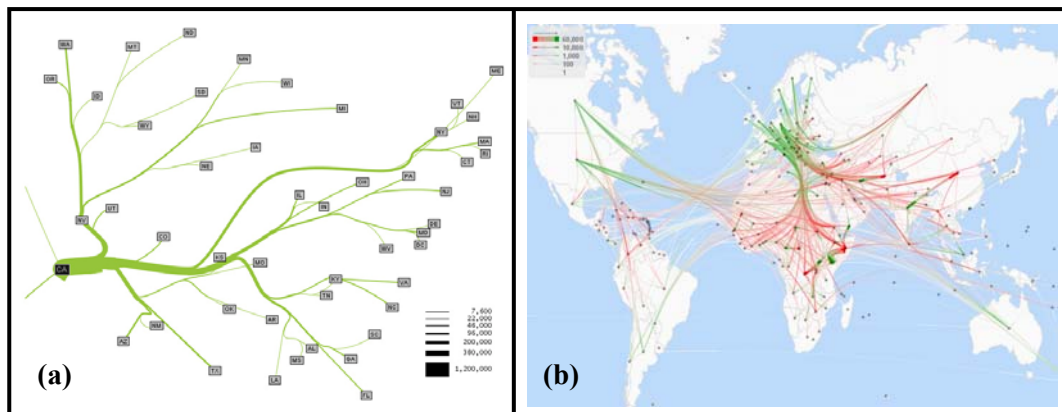 WA
MT
ND
OR
ID
SD
WY
MN
WI
MI
NE
IA
NV
UT
CO
CA
KS
MO
NY
VT
ME
NH
MA
RI
CT
OH
PA
IL
IN
NJ
DE
MD
DC
WV
KY
VA
TN
NC
OK
AR
NM
AZ
TX
MS
LA
AL
GA
SC
FL
7,600
22,000
48,000
96,000
200,000
380,000
1,200,000
(a)
60,000
10,000
1,000
100
1
(b)